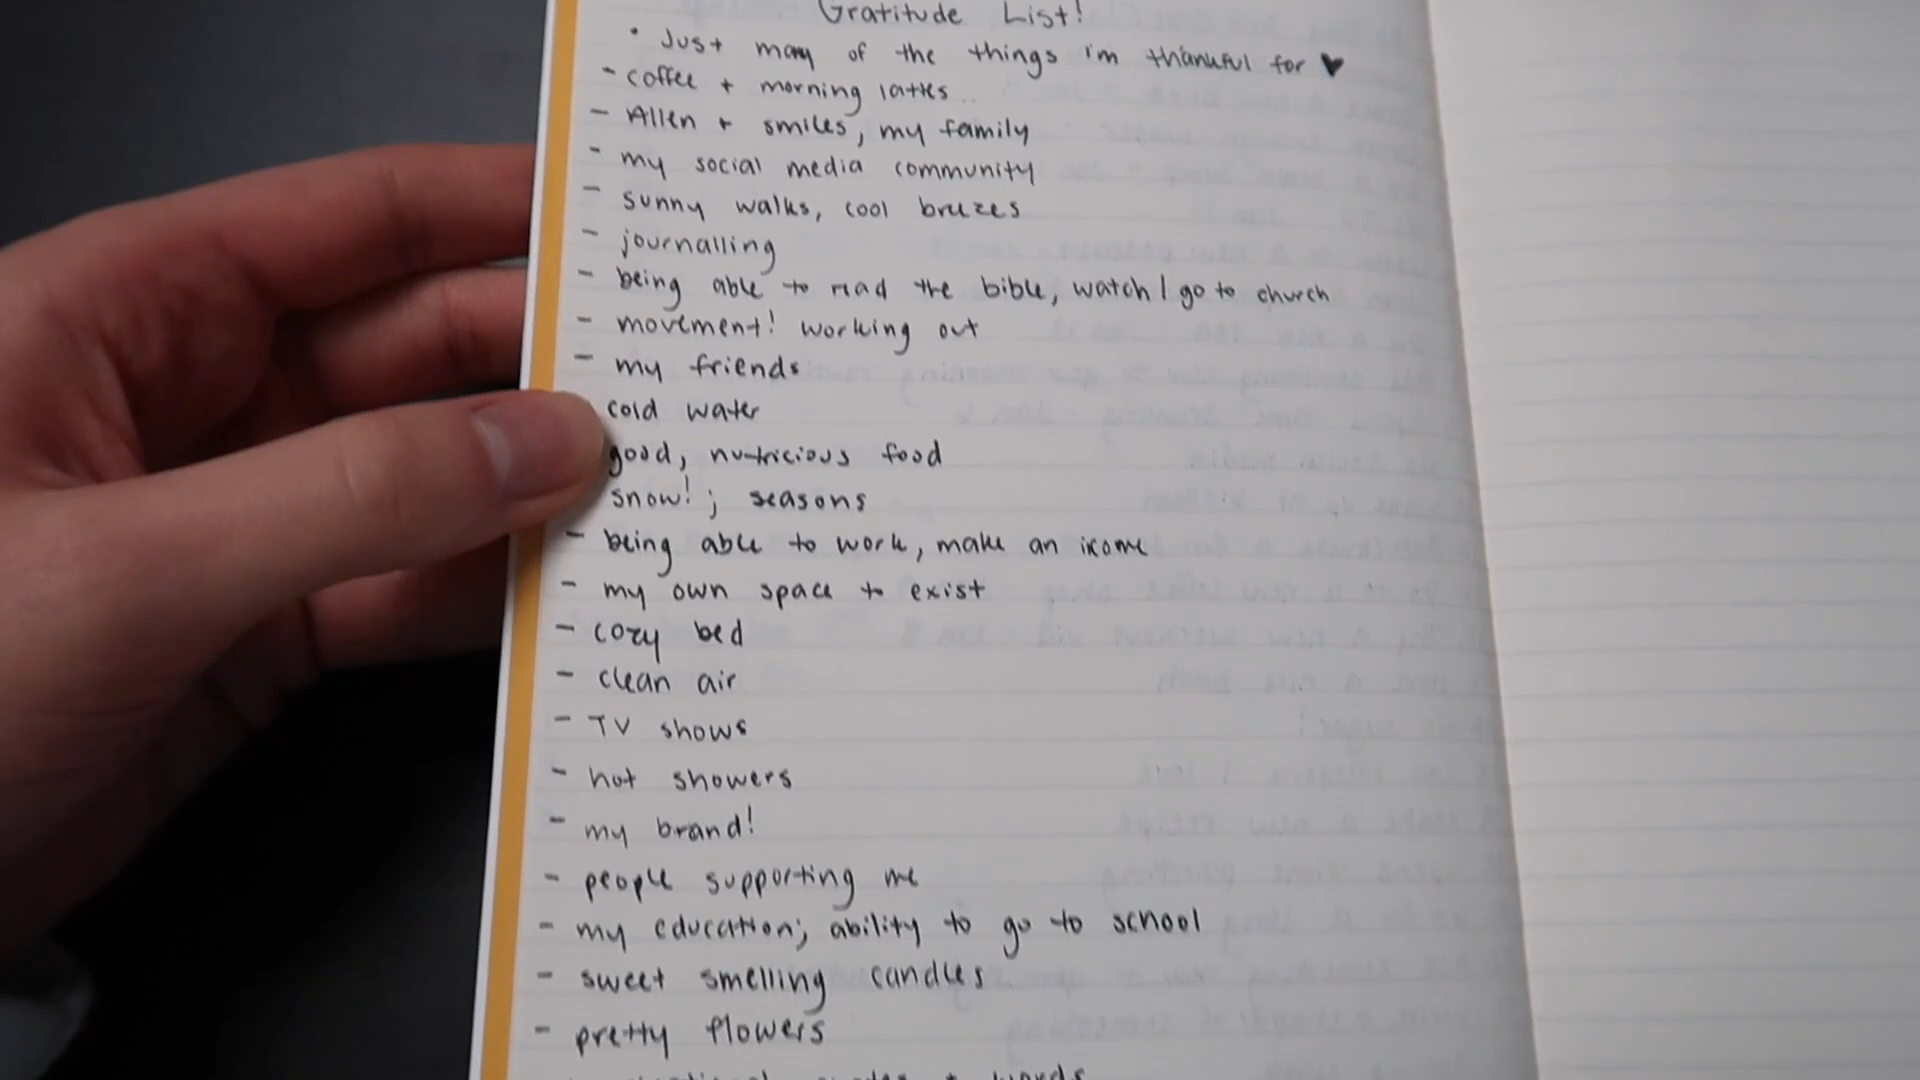 Gratitude List!
• Just many of the things i'm thankful for ♥
- coffee + morning lattes
- Allen + smiles, my family
- my social media community
- sunny walks, cool breezes
- journalling
- being able to read the bible, watch / go to church
- movement! working out
- my friends
cold water
good, nutricious food
snow! ; seasons
- being able to work, make an income
- my own space to exist
- cozy bed
- clean air
- TV shows
- hot showers
- my brand!
- people supporting me
- my education; ability to go to school
- sweet smelling candles
- pretty flowers
+ words